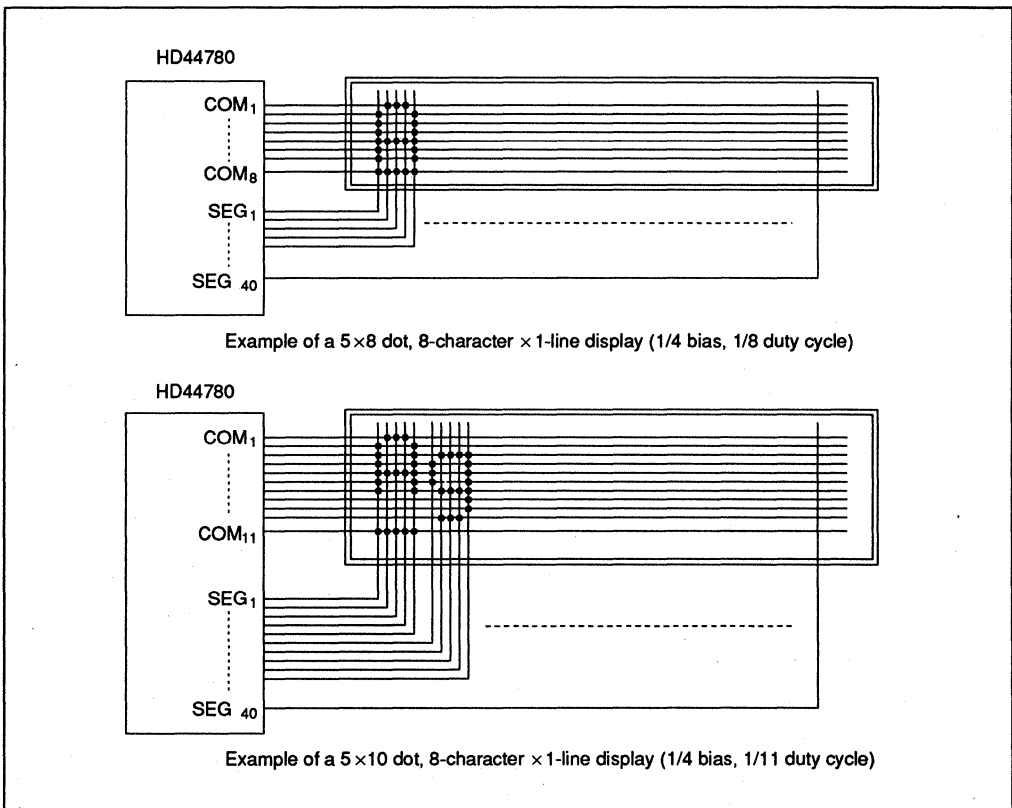 HD44780
COM1
COM8
SEG1
SEG 40
Example of a 5×8 dot, 8-character × 1-line display (1/4 bias, 1/8 duty cycle)
HD44780
COM1
COM11
SEG1
SEG 40
Example of a 5×10 dot, 8-character × 1-line display (1/4 bias, 1/11 duty cycle)